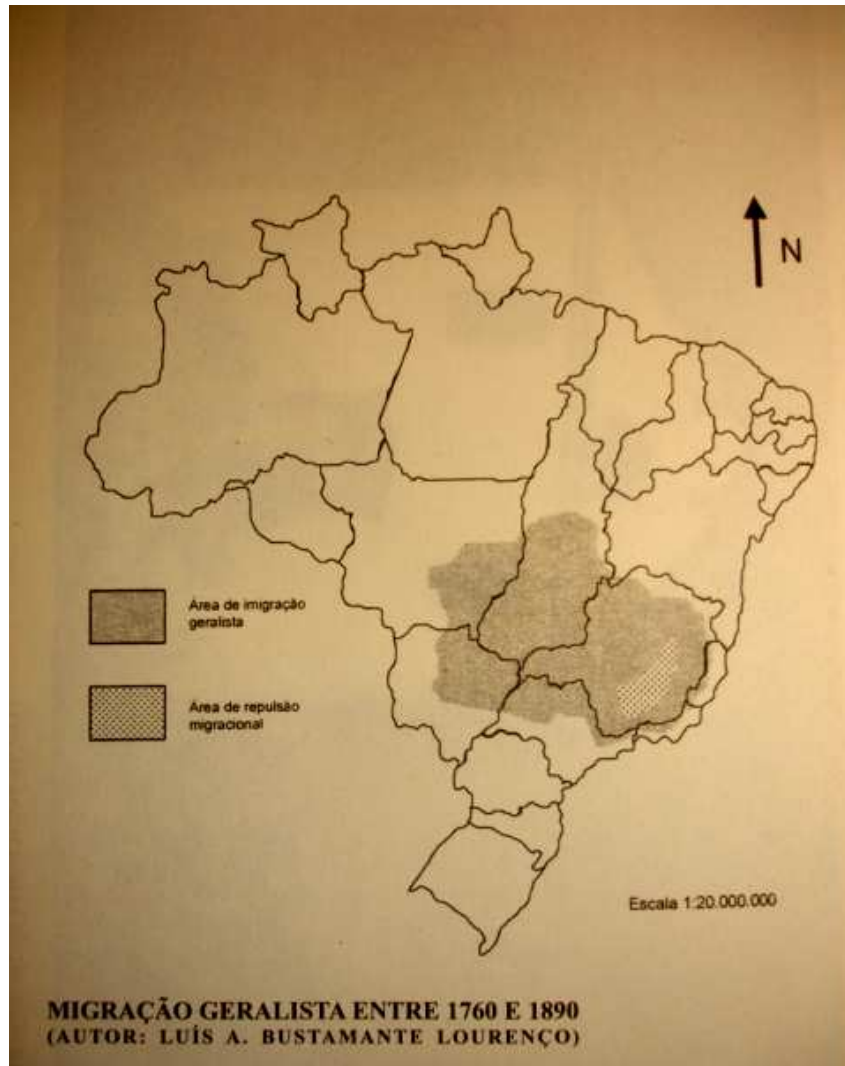 N
Área de imigração
geralista
Área de repulsão
migracional
Escala 1:20.000.000
MIGRAÇÃO GERALISTA ENTRE 1760 E 1890
(AUTOR: LUÍS A. BUSTAMANTE LOURENÇO)